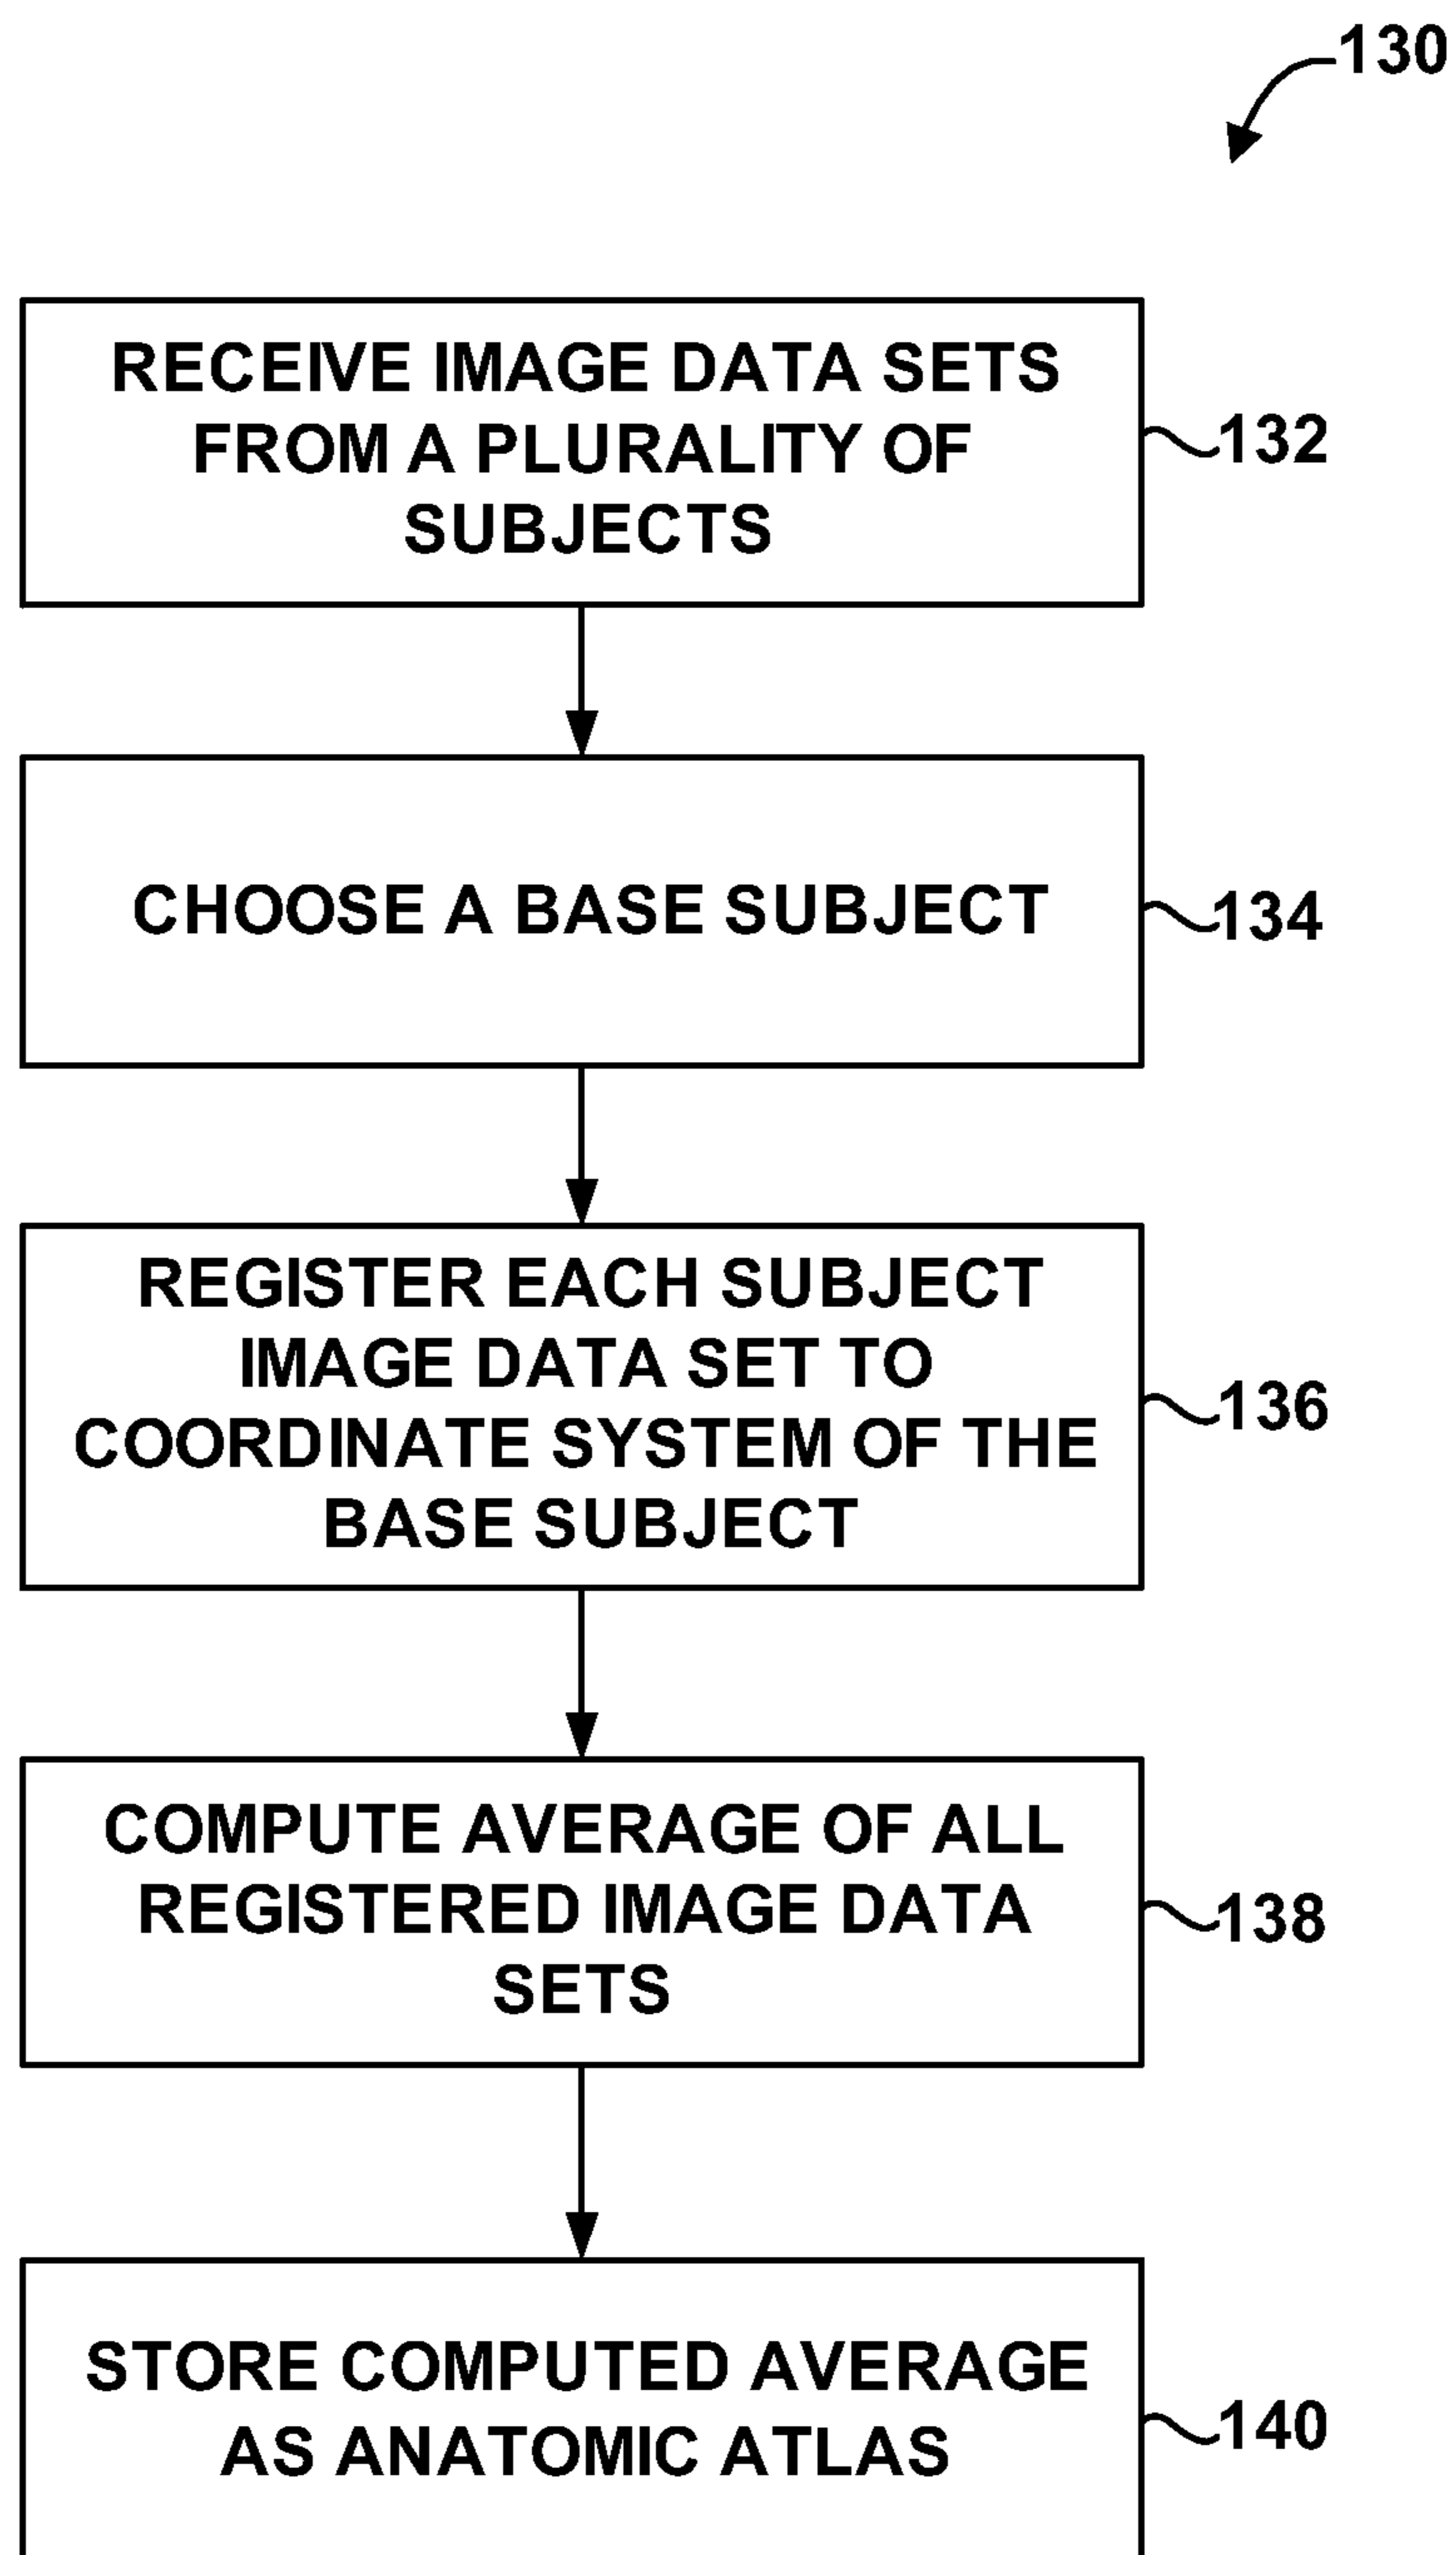 130
RECEIVE IMAGE DATA SETS
FROM A PLURALITY OF
SUBJECTS
132
CHOOSE A BASE SUBJECT
134
REGISTER EACH SUBJECT
IMAGE DATA SET TO
COORDINATE SYSTEM OF THE
BASE SUBJECT
136
COMPUTE AVERAGE OF ALL
REGISTERED IMAGE DATA
SETS
138
STORE COMPUTED AVERAGE
AS ANATOMIC ATLAS
140